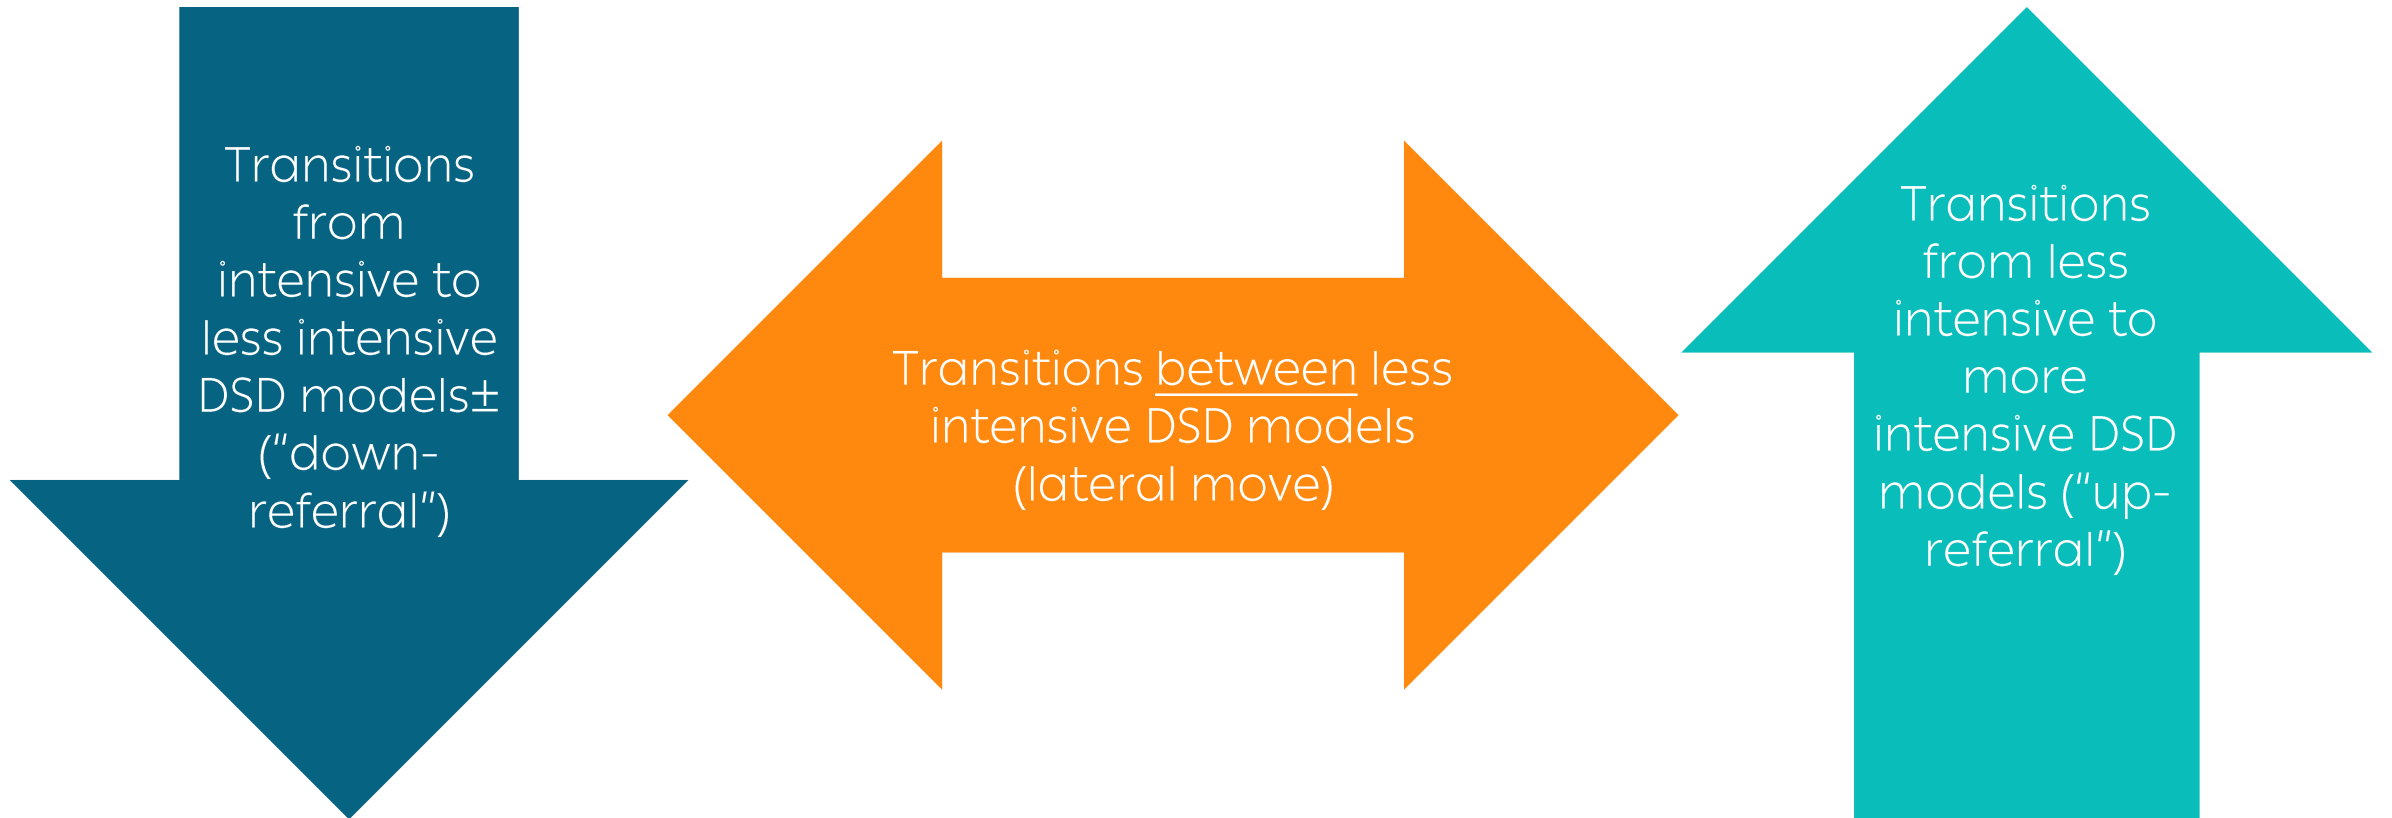 Transitions
from
intensive to
less intensive
DSD models±
(“down-
referral”)
Transitions between less
intensive DSD models
(lateral move)
Transitions
from less
intensive to
more
intensive DSD
models (“up-
referral”)